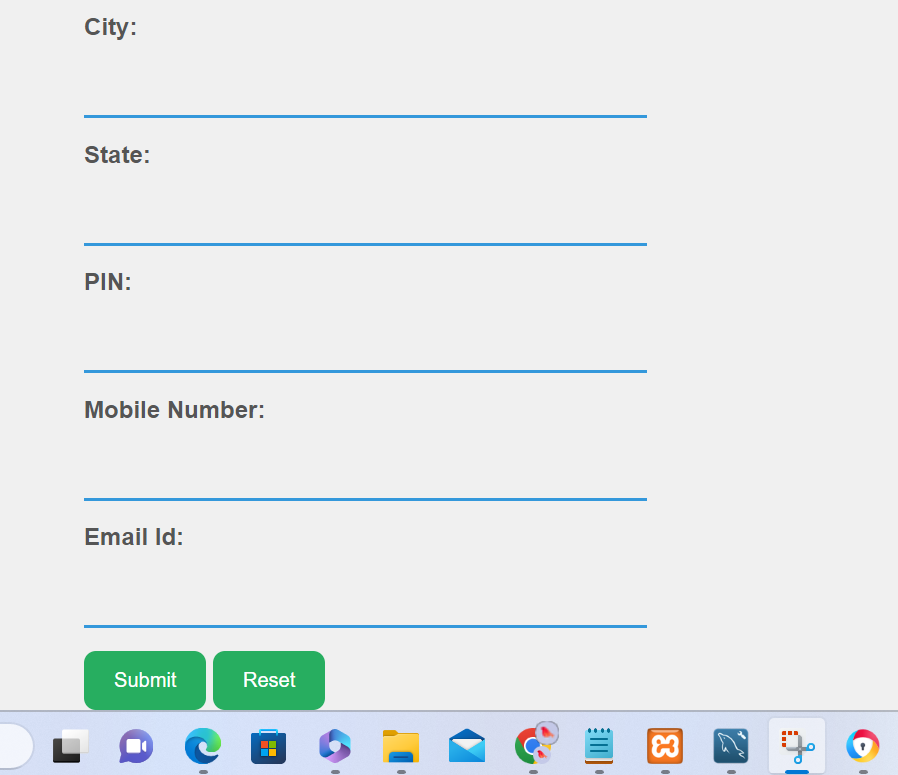 City:
State:
PIN:
Mobile Number:
Email Id:
Submit Reset